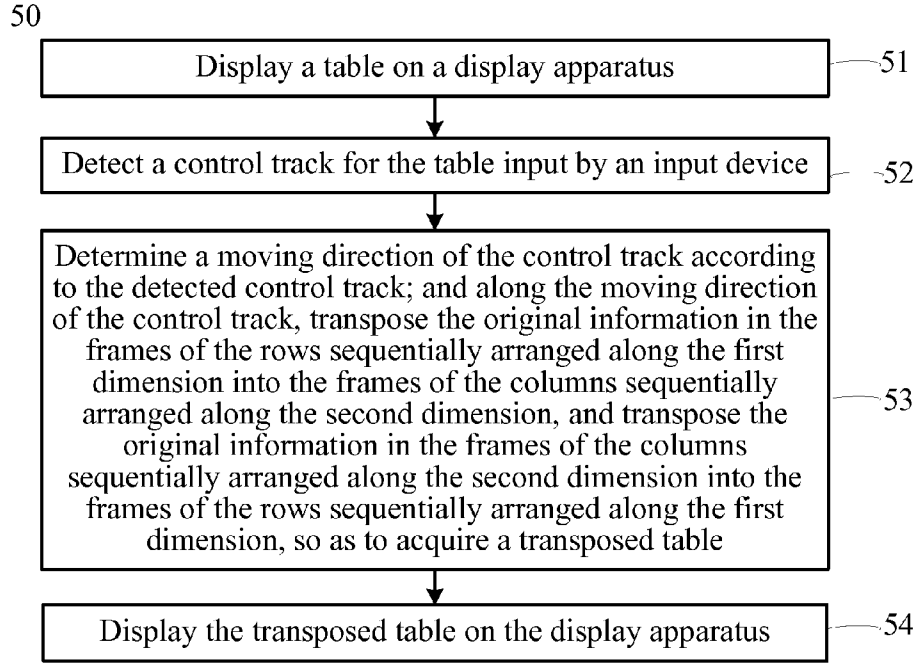 50
Display a table on a display apparatus
51
Detect a control track for the table input by an input device
52
Determine a moving direction of the control track according
to the detected control track; and along the moving direction
of the control track, transpose the original information in the
frames of the rows sequentially arranged along the first
dimension into the frames of the columns sequentially
arranged along the second dimension, and transpose the
original information in the frames of the columns
sequentially arranged along the second dimension into the
frames of the rows sequentially arranged along the first
dimension, so as to acquire a transposed table
53
Display the transposed table on the display apparatus
54